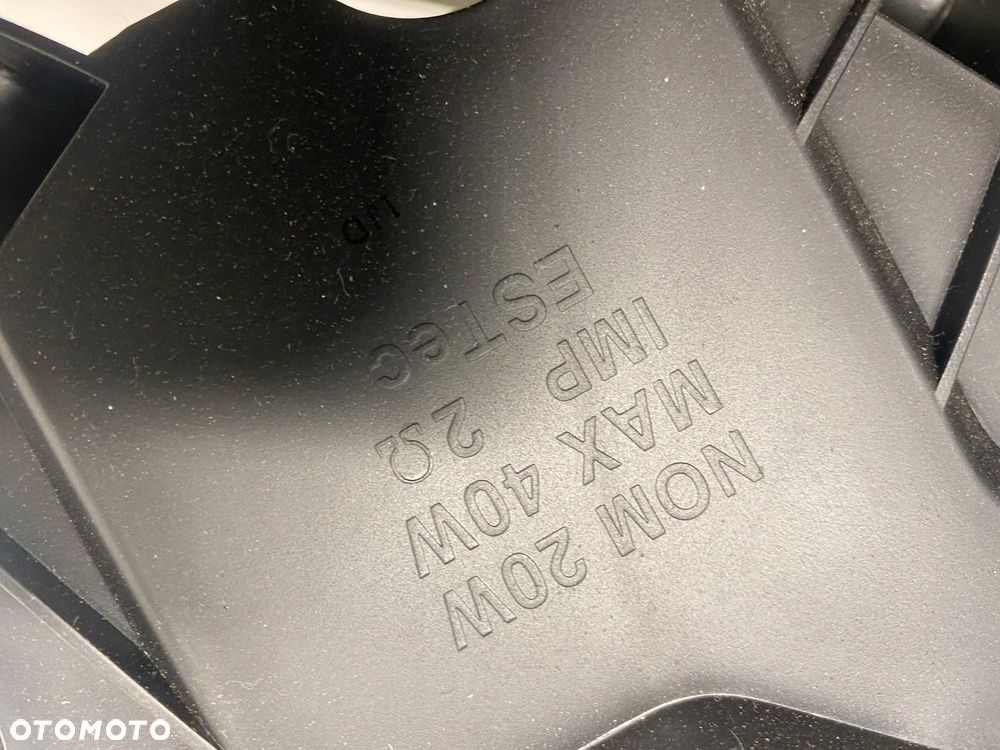 NOM 20W
MAX 40W
IMP 2Ω
ESTec
OTOMOTO